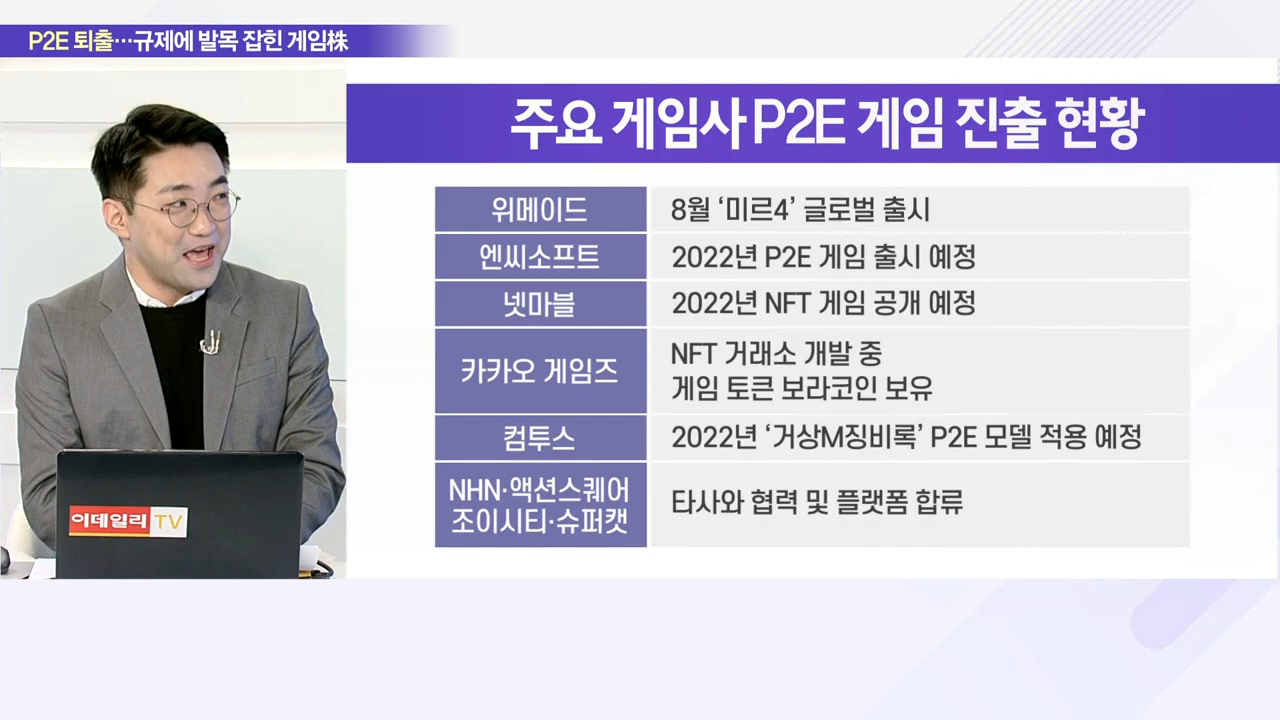 P2E 퇴출…규제에 발목 잡힌 게임株
주요 게임사 P2E 게임 진출 현황
위메이드
8월 ‘미르4’ 글로벌 출시
엔씨소프트
2022년 P2E 게임 출시 예정
넷마블
2022년 NFT 게임 공개 예정
카카오 게임즈
NFT 거래소 개발 중
게임 토큰 보라코인 보유
컴투스
2022년 ‘거상M징비록’ P2E 모델 적용 예정
NHN·액션스퀘어
조이시티·슈퍼캣
타사와 협력 및 플랫폼 합류
이데일리TV